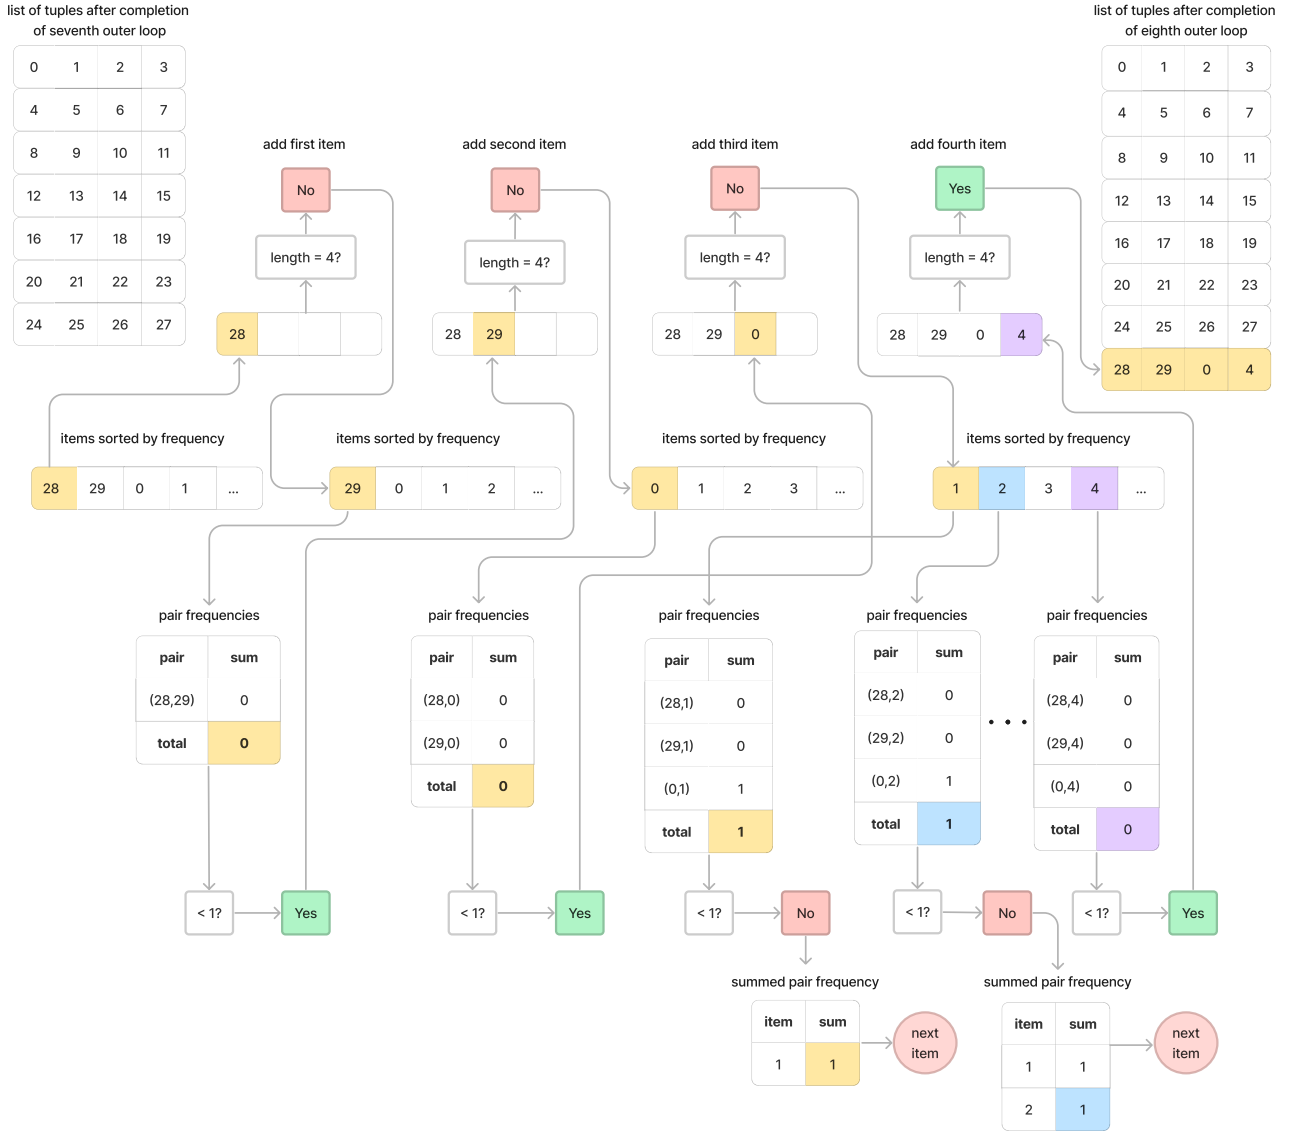 list of tuples after completion
of seventh outer loop
0 1 2 3
4 5 6 7
8 9 10 11
12 13 14 15
16 17 18 19
20 21 22 23
24 25 26 27
add first item
No
length = 4?
28
add second item
No
length = 4?
28 29
add third item
No
length = 4?
28 29 0
add fourth item
Yes
length = 4?
28 29 0 4
list of tuples after completion
of eighth outer loop
0 1 2 3
4 5 6 7
8 9 10 11
12 13 14 15
16 17 18 19
20 21 22 23
24 25 26 27
28 29 0 4
items sorted by frequency
28 29 0 1 ...
items sorted by frequency
29 0 1 2 ...
items sorted by frequency
0 1 2 3 ...
items sorted by frequency
1 2 3 4 ...
pair frequencies
pair sum
(28,29) 0
total 0
< 1?
Yes
pair frequencies
pair sum
(28,0) 0
(29,0) 0
total 0
< 1?
Yes
pair frequencies
pair sum
(28,1) 0
(29,1) 0
(0,1) 1
total 1
< 1?
No
summed pair frequency
item sum
1 1
next
item
pair frequencies
pair sum
(28,2) 0
(29,2) 0
(0,2) 1
total 1
< 1?
No
summed pair frequency
item sum
1 1
2 1
next
item
• • •
pair frequencies
pair sum
(28,4) 0
(29,4) 0
(0,4) 0
total 0
< 1?
Yes